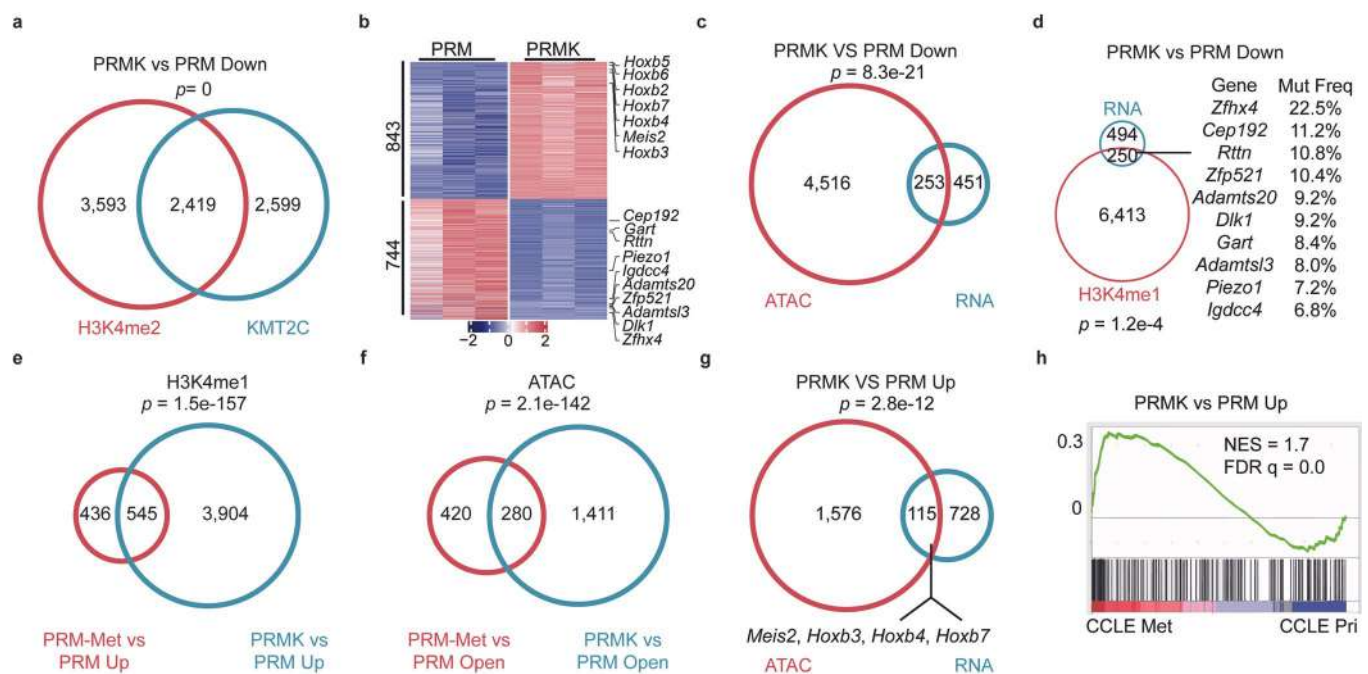 a
PRMK vs PRM Down
p= 0
3,593
2,419
2,599
H3K4me2
KMT2C
b
PRM
PRMK
843
744
Hoxb5
Hoxb6
Hoxb2
Hoxb7
Hoxb4
Meis2
Hoxb3
Cep192
Gart
Rttn
Piezo1
Igdcc4
Adamts20
Zfp521
Adamtsl3
Dlk1
Zfhx4
−2 0 2
c
PRMK VS PRM Down
p = 8.3e-21
4,516
253
451
ATAC
RNA
d
PRMK vs PRM Down
RNA
494
250
6,413
H3K4me1
p = 1.2e-4
Gene Mut Freq
Zfhx4 22.5%
Cep192 11.2%
Rttn 10.8%
Zfp521 10.4%
Adamts20 9.2%
Dlk1 9.2%
Gart 8.4%
Adamtsl3 8.0%
Piezo1 7.2%
Igdcc4 6.8%
e
H3K4me1
p = 1.5e-157
436
545
3,904
PRM-Met vs
PRM Up
PRMK vs
PRM Up
f
ATAC
p = 2.1e-142
420
280
1,411
PRM-Met vs
PRM Open
PRMK vs
PRM Open
g
PRMK VS PRM Up
p = 2.8e-12
1,576
115
728
Meis2, Hoxb3, Hoxb4, Hoxb7
ATAC
RNA
h
PRMK vs PRM Up
0.3
0
NES = 1.7
FDR q = 0.0
CCLE Met
CCLE Pri